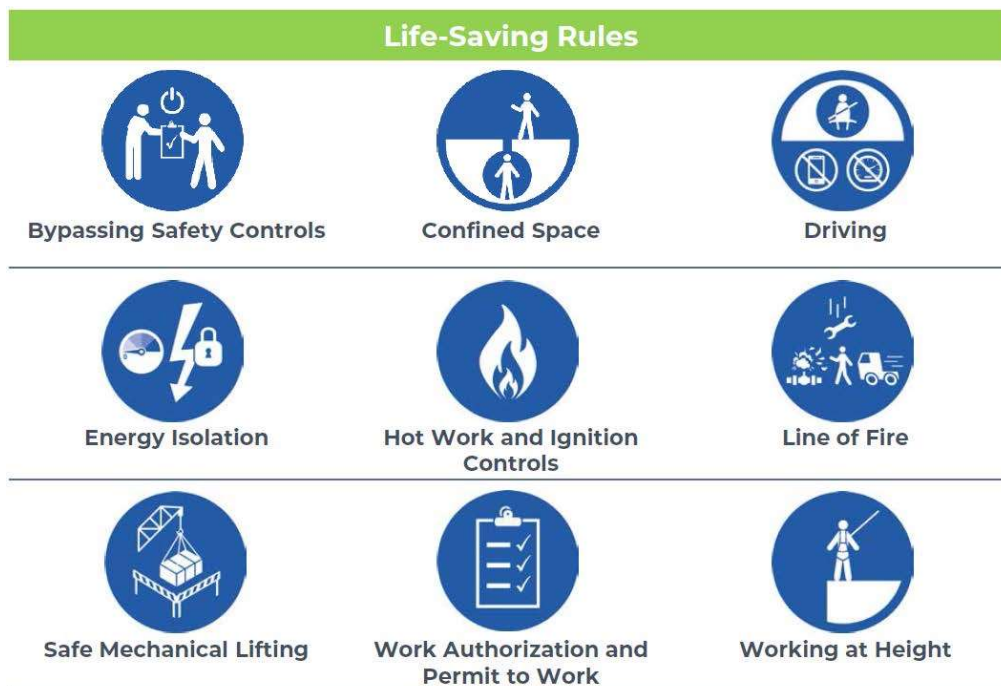 Life-Saving Rules
Bypassing Safety Controls
Confined Space
Driving
Energy Isolation
Hot Work and Ignition
Controls
Line of Fire
Safe Mechanical Lifting
Work Authorization and
Permit to Work
Working at Height